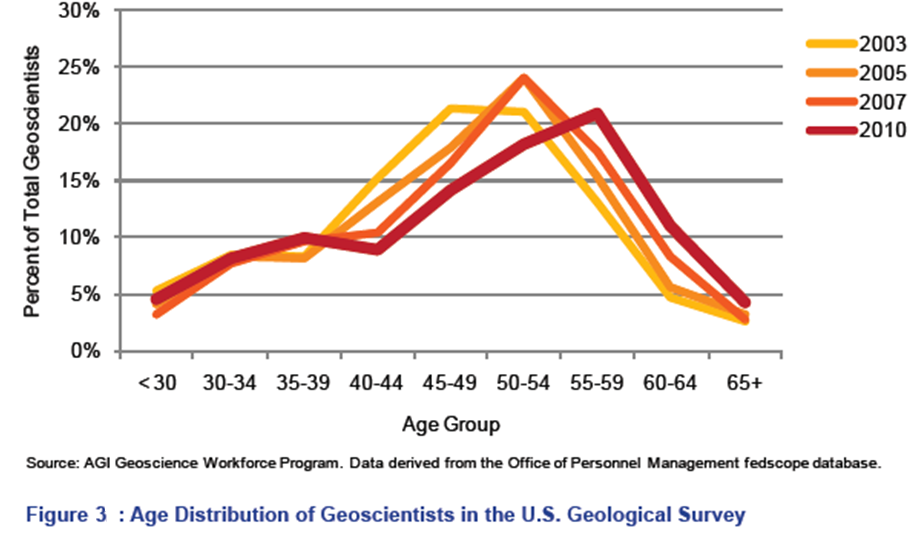 30%
25%
20%
15%
10%
5%
0%
Percent of Total Geoscientists
<30 30-34 35-39 40-44 45-49 50-54 55-59 60-64 65+
Age Group
2003
2005
2007
2010
Source: AGI Geoscience Workforce Program. Data derived from the Office of Personnel Management fedscope database.
Figure 3 : Age Distribution of Geoscientists in the U.S. Geological Survey